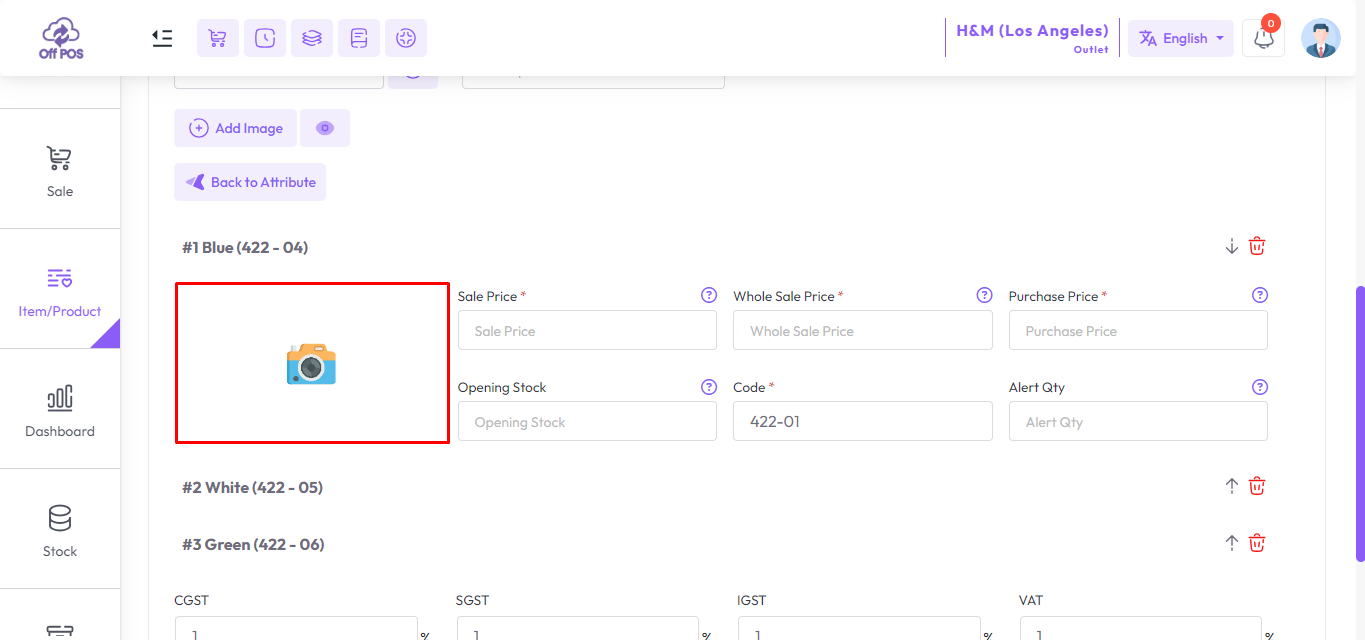 Off POS
H&M (Los Angeles)
Outlet
English
0
Add Image
Back to Attribute
Sale
Item/Product
Dashboard
Stock
#1 Blue (422 - 04)
Sale Price * Whole Sale Price * Purchase Price *
Sale Price Whole Sale Price Purchase Price
Opening Stock Code * Alert Qty
Opening Stock 422-01 Alert Qty
#2 White (422 - 05)
#3 Green (422 - 06)
CGST SGST IGST VAT
1 % 1 % 1 % 1 %